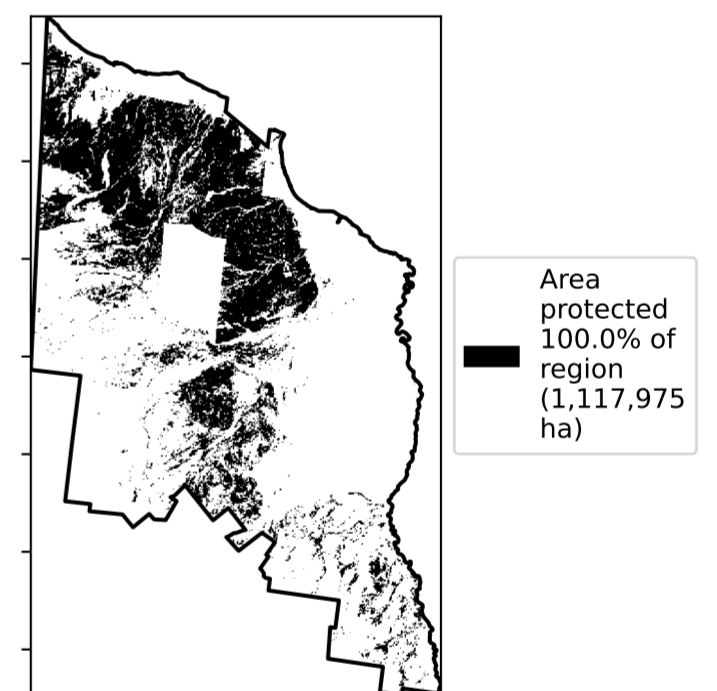 Area
protected
100.0% of
region
(1,117,975
ha)